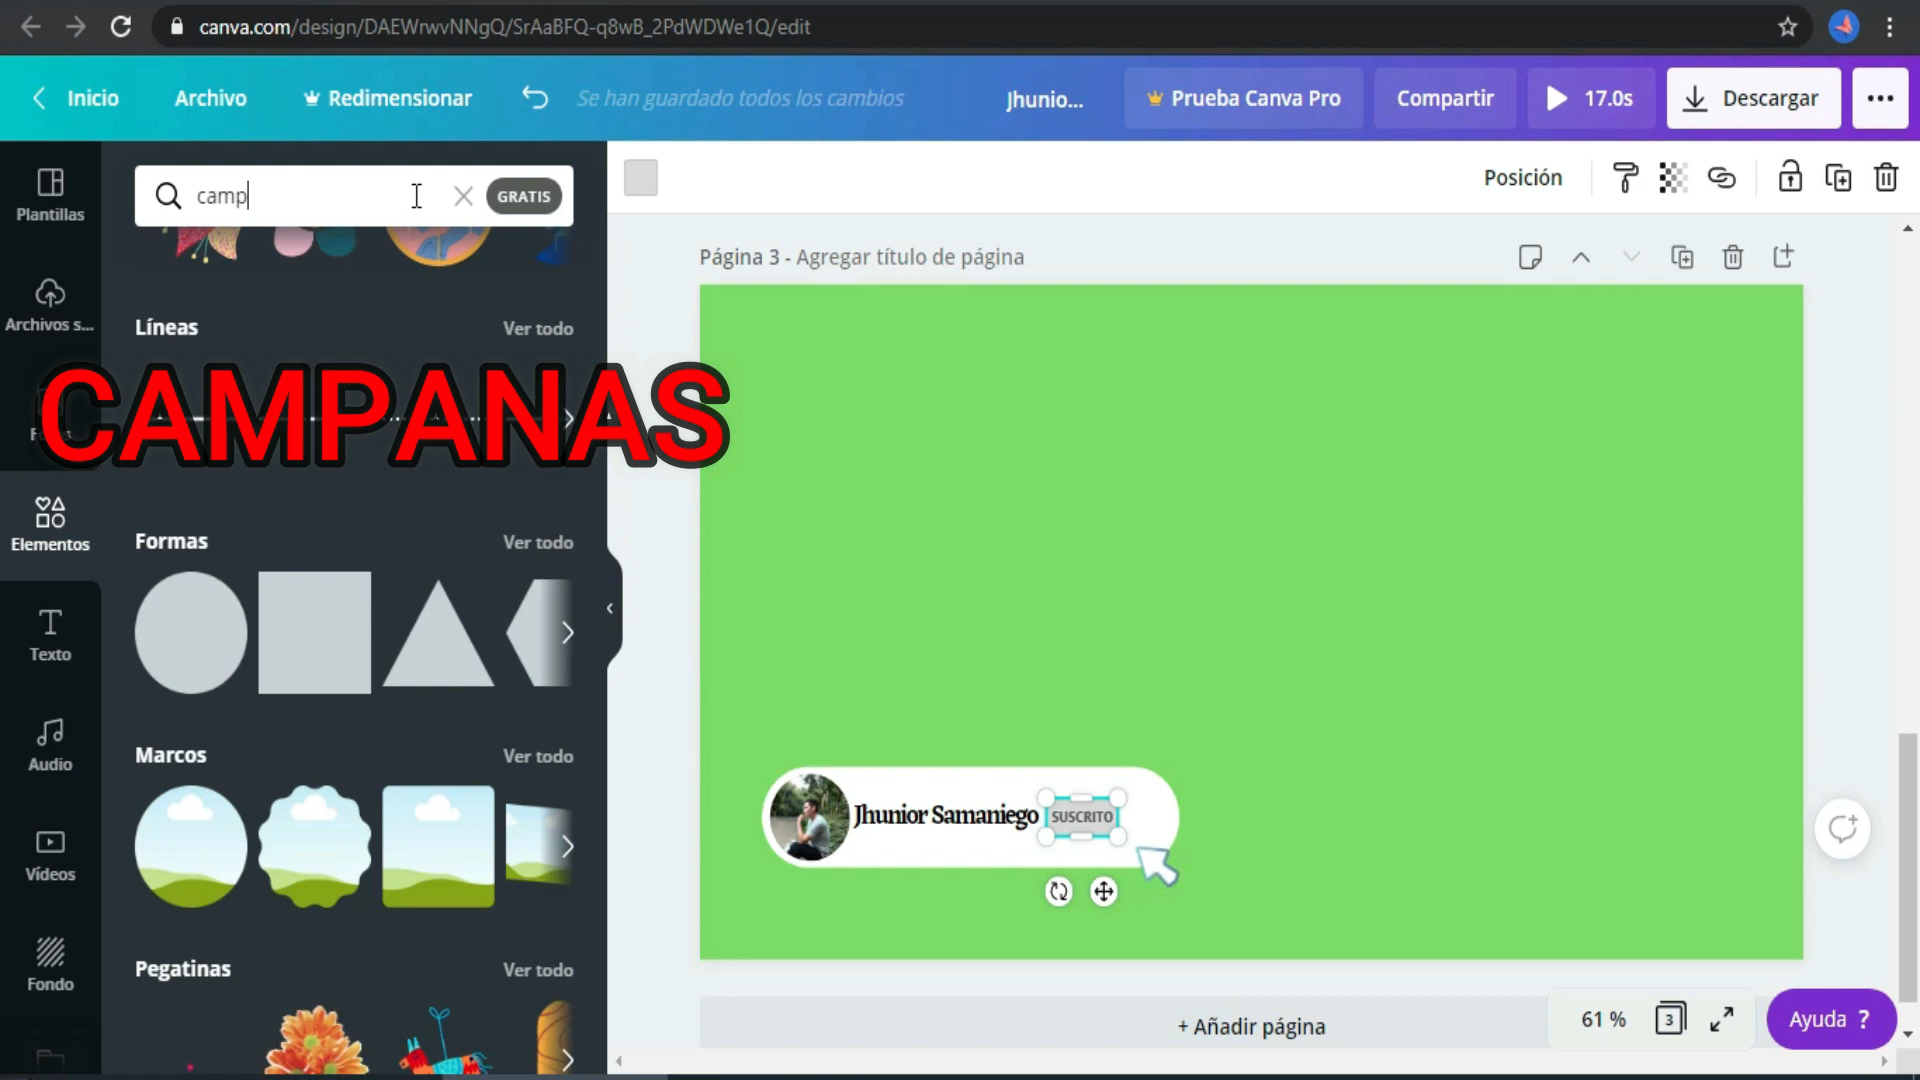 canva.com/design/DAEWrwvNNgQ/SrAaBFQ-q8wB_2PdWDWe1Q/edit
Inicio
Archivo
Redimensionar
Se han guardado todos los cambios
Jhunio...
Prueba Canva Pro
Compartir
17.0s
Descargar
Plantillas
Archivos s...
Elementos
Texto
Audio
Vídeos
Fondo
camp
GRATIS
Líneas
Ver todo
CAMPANAS
Formas
Ver todo
Marcos
Ver todo
Pegatinas
Ver todo
Posición
Página 3 - Agregar título de página
Jhunior Samaniego
SUSCRITO
+ Añadir página
61 %
3
Ayuda ?